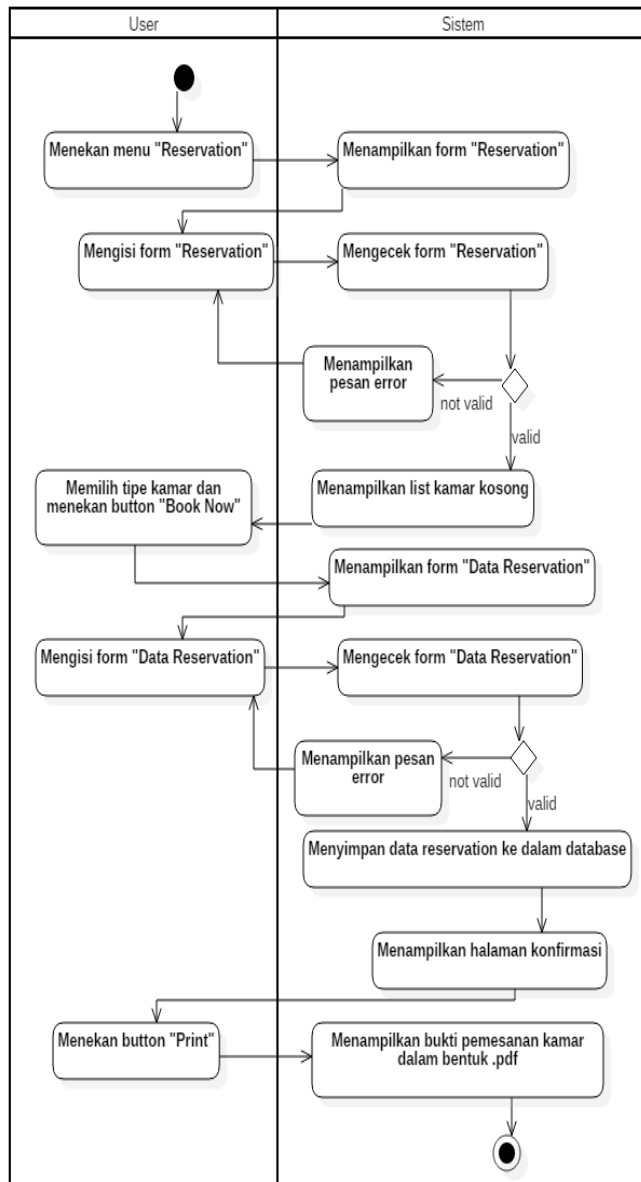 User
Sistem
Menekan menu "Reservation"
Menampilkan form "Reservation"
Mengisi form "Reservation"
Mengecek form "Reservation"
Menampilkan
pesan error
not valid
valid
Menampilkan list kamar kosong
Memilih tipe kamar dan
menekan button "Book Now"
Menampilkan form "Data Reservation"
Mengisi form "Data Reservation"
Mengecek form "Data Reservation"
Menampilkan pesan
error
not valid
valid
Menyimpan data reservation ke dalam database
Menampilkan halaman konfirmasi
Menekan button "Print"
Menampilkan bukti pemesanan kamar
dalam bentuk .pdf